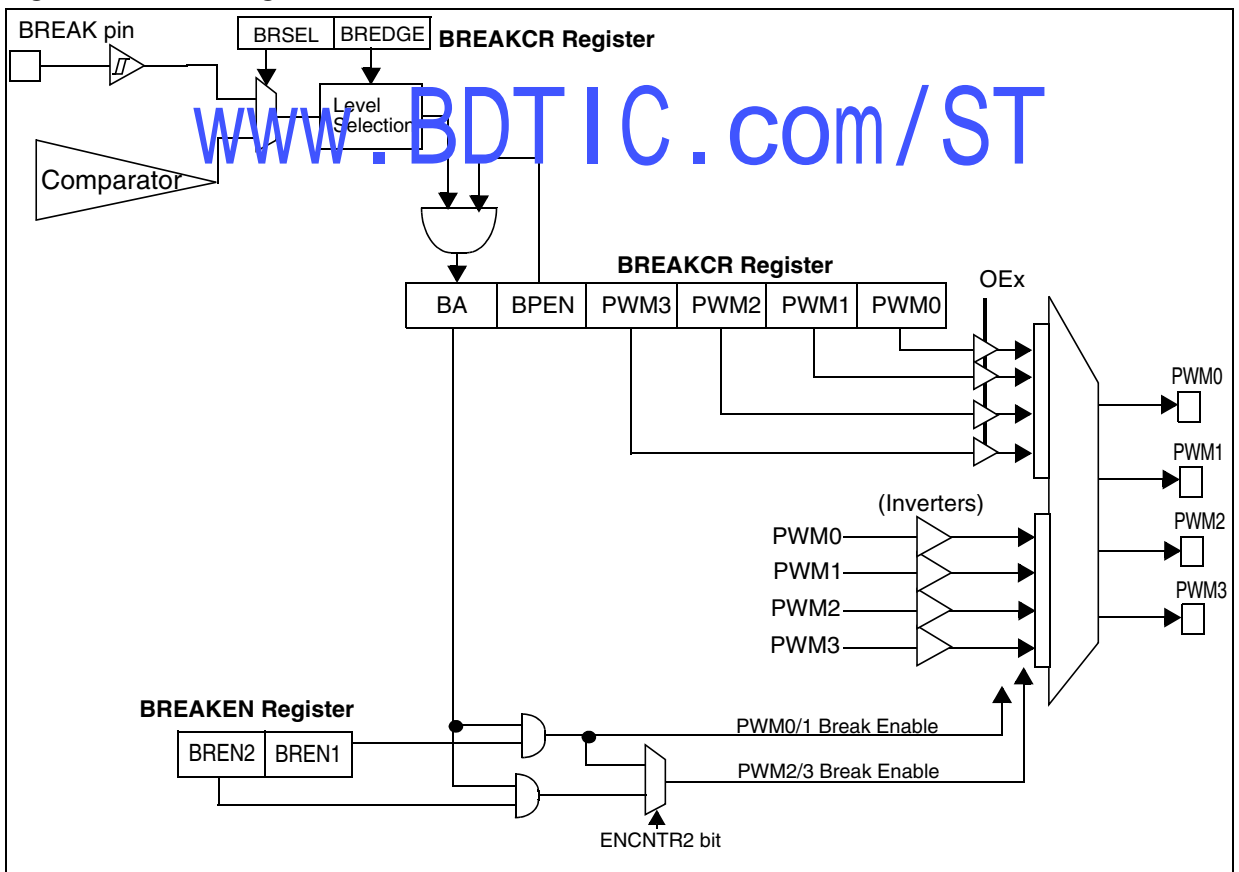 BREAK pin
BRSEL BREDGE BREAKCR Register
Level
Selection
www.BDTIC.com/ST
Comparator
BREAKCR Register
OEx
BA BPEN PWM3 PWM2 PWM1 PWM0
PWM0
PWM1
(Inverters)
PWM2
PWM0
PWM1
PWM3
PWM2
PWM3
BREAKEN Register
PWM0/1 Break Enable
BREN2 BREN1
PWM2/3 Break Enable
ENCNTR2 bit